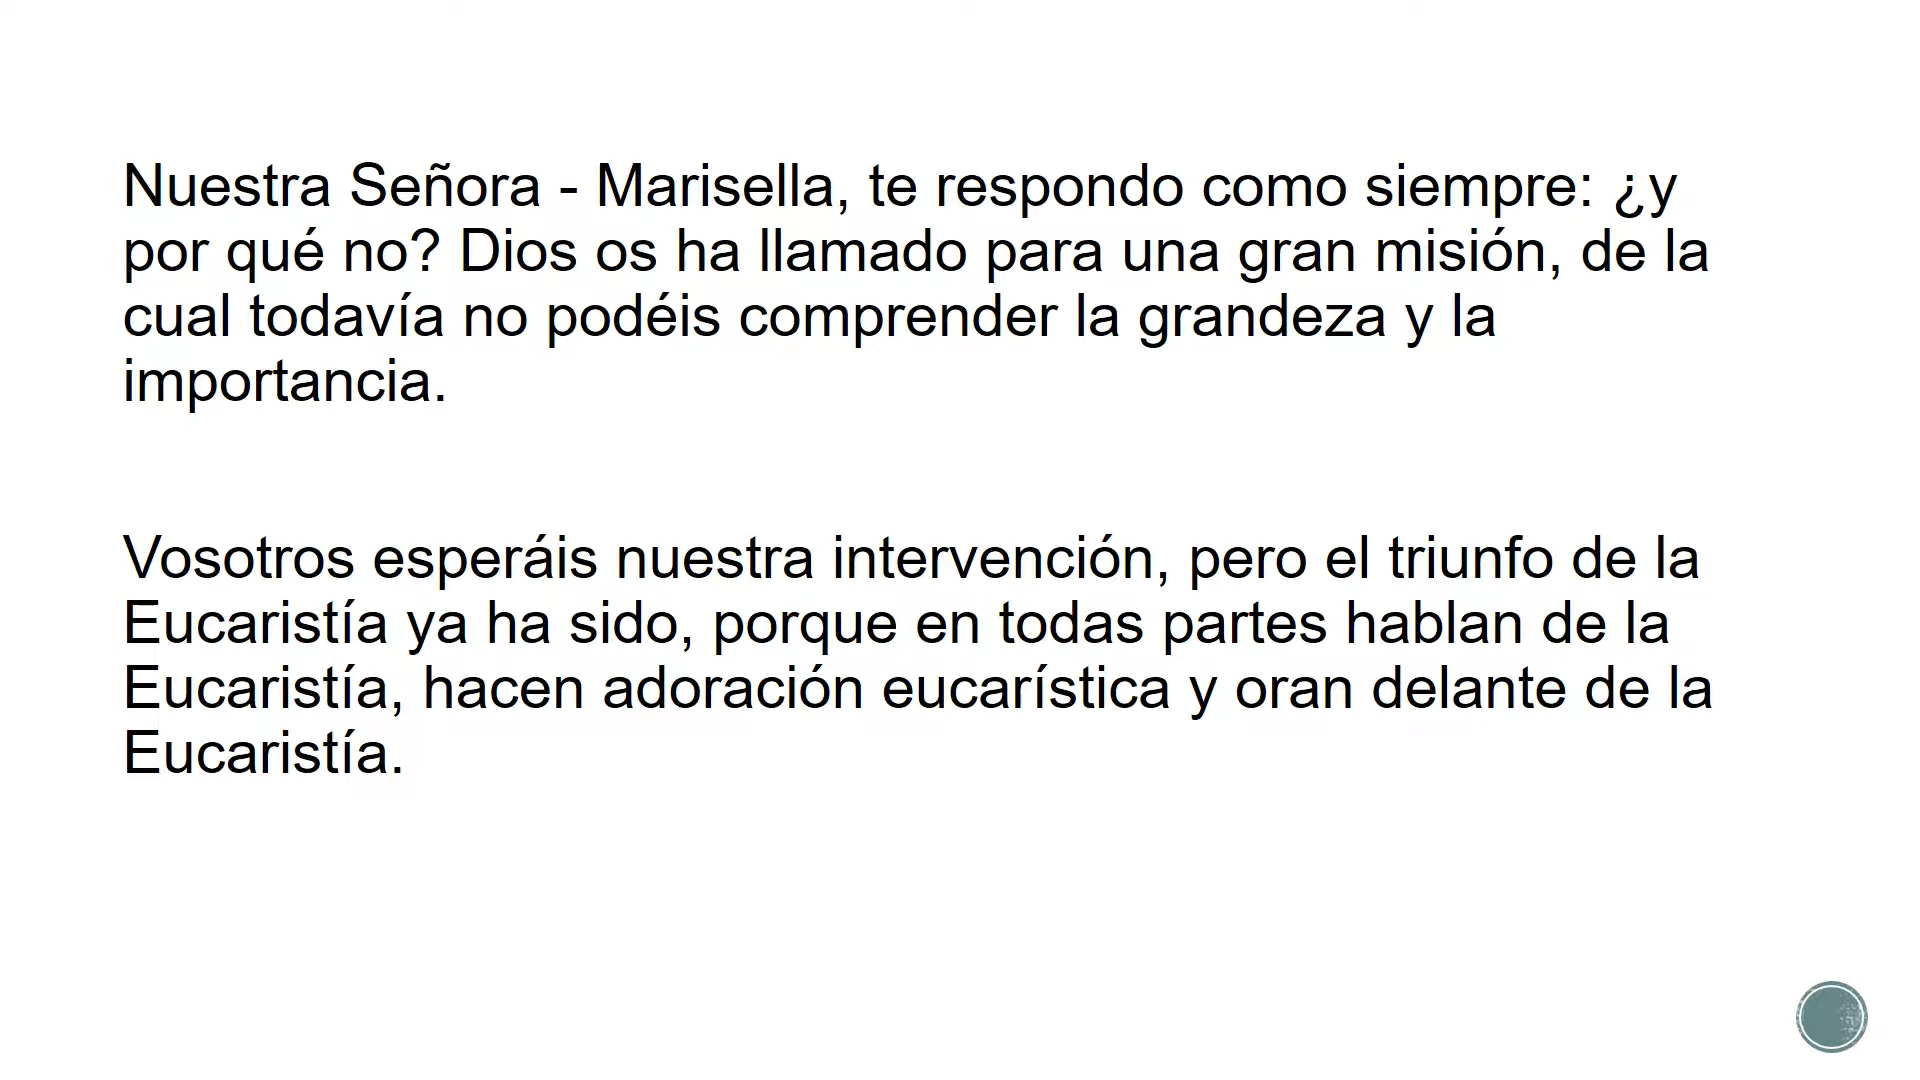 Nuestra Señora - Marisella, te respondo como siempre: ¿y
por qué no? Dios os ha llamado para una gran misión, de la
cual todavía no podéis comprender la grandeza y la
importancia.
Vosotros esperáis nuestra intervención, pero el triunfo de la
Eucaristía ya ha sido, porque en todas partes hablan de la
Eucaristía, hacen adoración eucarística y oran delante de la
Eucaristía.